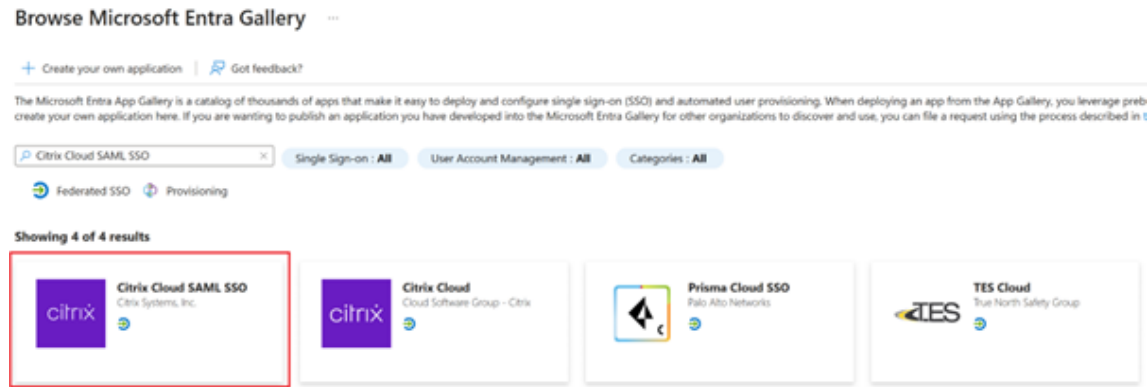 Browse Microsoft Entra Gallery ...
+ Create your own application | Got feedback?
The Microsoft Entra App Gallery is a catalog of thousands of apps that make it easy to deploy and configure single sign-on (SSO) and automated user provisioning. When deploying an app from the App Gallery, you leverage preb
create your own application here. If you are wanting to publish an application you have developed into the Microsoft Entra Gallery for other organizations to discover and use, you can file a request using the process described in t
Citrix Cloud SAML SSO × Single Sign-on : All User Account Management : All Categories : All
Federated SSO Provisioning
Showing 4 of 4 results
citrix
Citrix Cloud SAML SSO
Citrix Systems, Inc.
citrix
Citrix Cloud
Cloud Software Group - Citrix
C
Prisma Cloud SSO
Palo Alto Networks
TES
TES Cloud
True North Safety Group